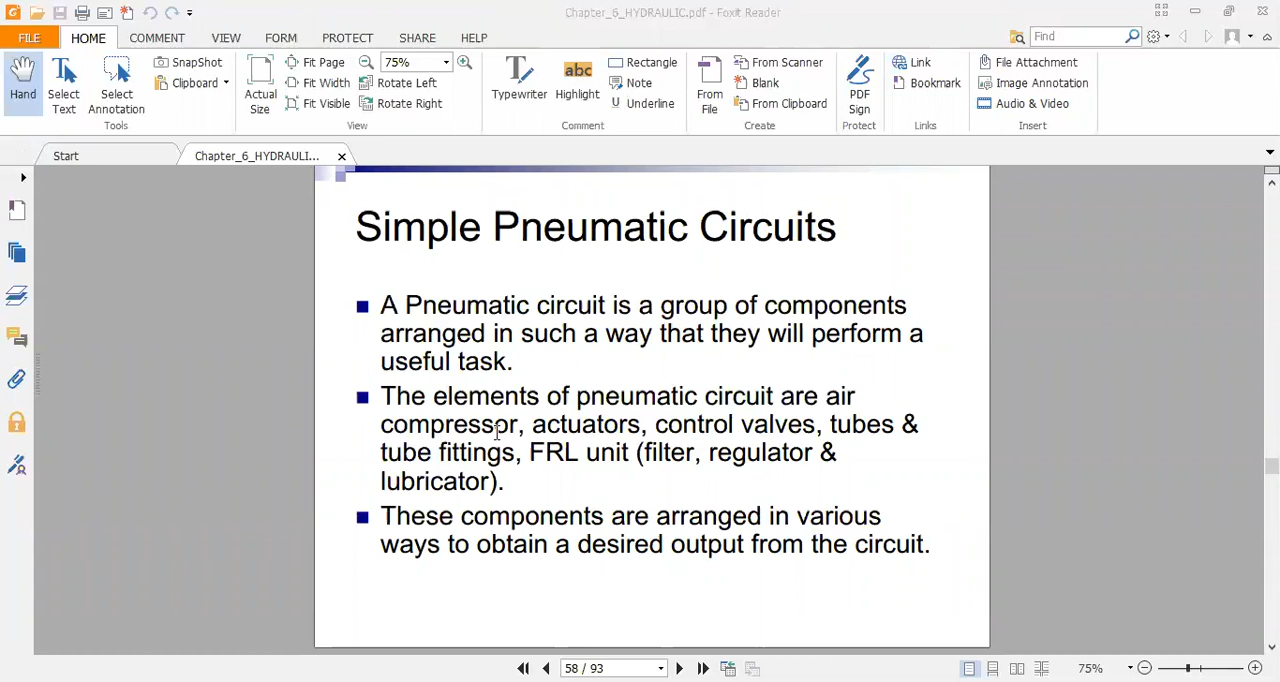 Chapter_6_HYDRAULIC.pdf - Foxit Reader
FILE HOME COMMENT VIEW FORM PROTECT SHARE HELP Find
Hand
Select Text
Select Annotation
SnapShot
Clipboard
Tools
Actual Size
Fit Page
Fit Width
Fit Visible
75%
Rotate Left
Rotate Right
View
Typewriter
Highlight
Rectangle
Note
Underline
Comment
From File
From Scanner
Blank
From Clipboard
Create
PDF Sign
Protect
Link
Bookmark
Links
File Attachment
Image Annotation
Audio & Video
Insert
Start Chapter_6_HYDRAULI...
Simple Pneumatic Circuits
A Pneumatic circuit is a group of components
arranged in such a way that they will perform a
useful task.
The elements of pneumatic circuit are air
compressor, actuators, control valves, tubes &
tube fittings, FRL unit (filter, regulator &
lubricator).
These components are arranged in various
ways to obtain a desired output from the circuit.
58 / 93 75%